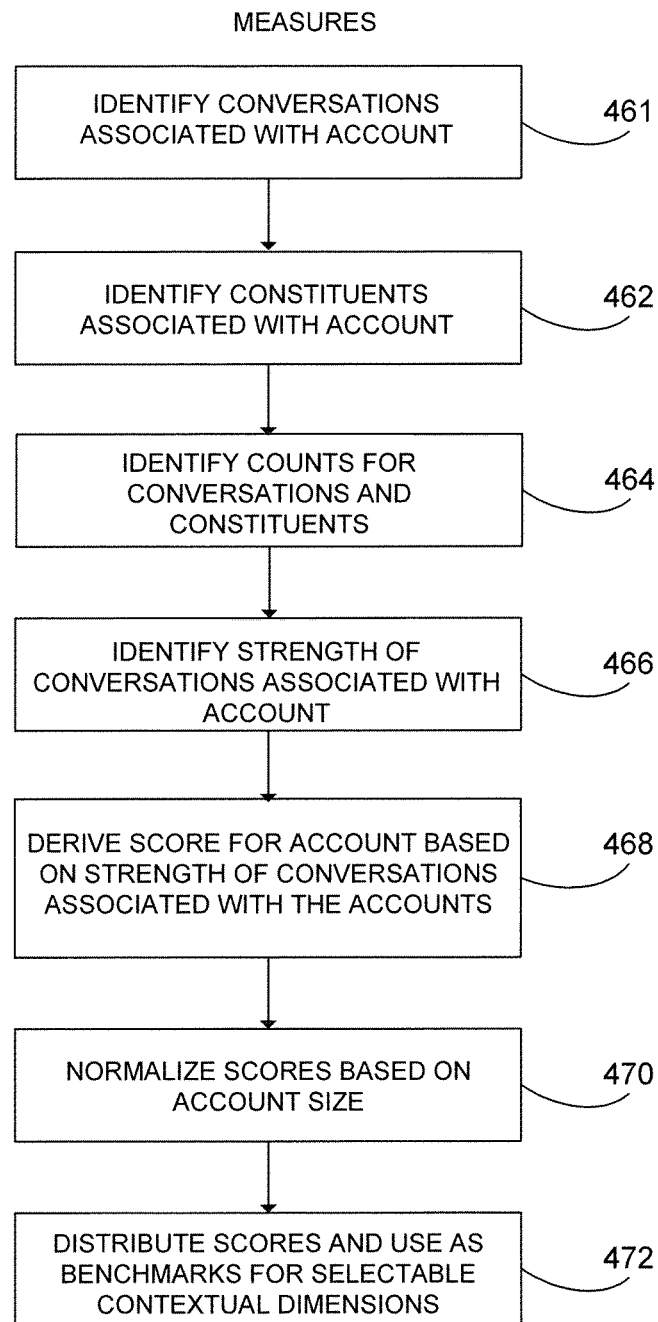 MEASURES
IDENTIFY CONVERSATIONS
ASSOCIATED WITH ACCOUNT
461
IDENTIFY CONSTITUENTS
ASSOCIATED WITH ACCOUNT
462
IDENTIFY COUNTS FOR
CONVERSATIONS AND
CONSTITUENTS
464
IDENTIFY STRENGTH OF
CONVERSATIONS ASSOCIATED WITH
ACCOUNT
466
DERIVE SCORE FOR ACCOUNT BASED
ON STRENGTH OF CONVERSATIONS
ASSOCIATED WITH THE ACCOUNTS
468
NORMALIZE SCORES BASED ON
ACCOUNT SIZE
470
DISTRIBUTE SCORES AND USE AS
BENCHMARKS FOR SELECTABLE
CONTEXTUAL DIMENSIONS
472